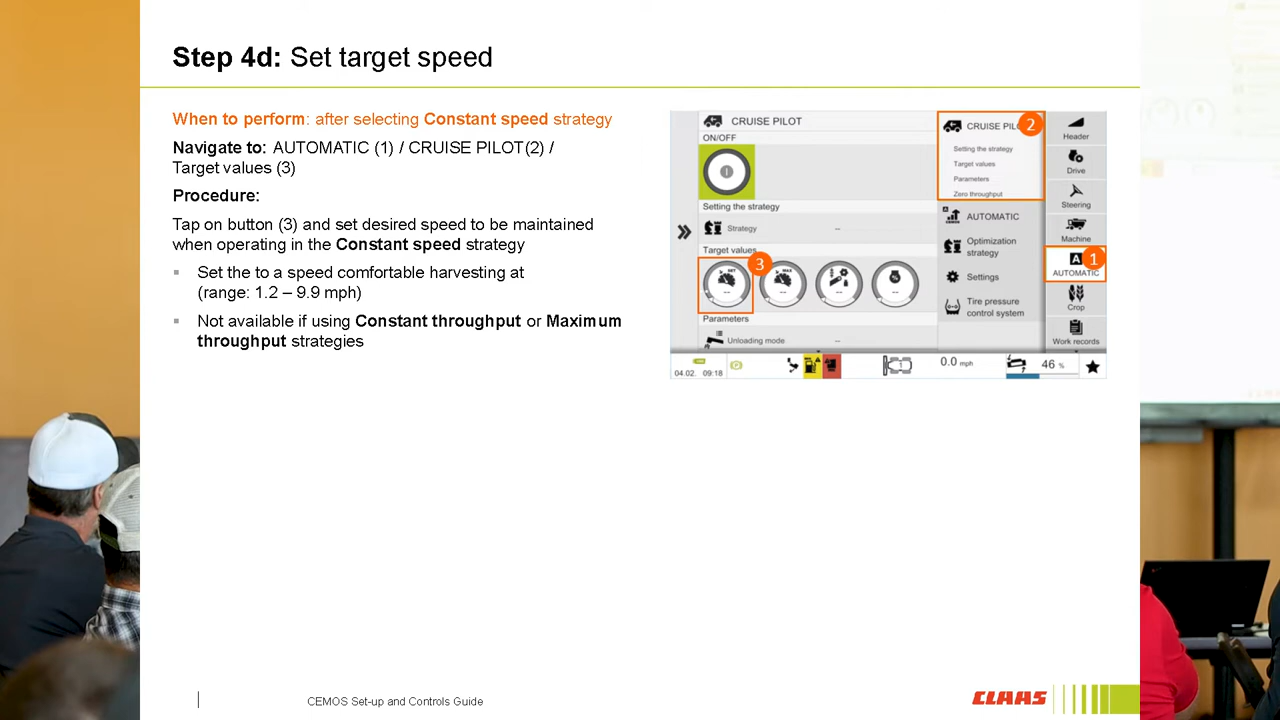 Step 4d: Set target speed
When to perform: after selecting Constant speed strategy
Navigate to: AUTOMATIC (1) / CRUISE PILOT(2) /
Target values (3)
Procedure:
Tap on button (3) and set desired speed to be maintained
when operating in the Constant speed strategy
Set the to a speed comfortable harvesting at
(range: 1.2 – 9.9 mph)
Not available if using Constant throughput or Maximum
throughput strategies
CRUISE PILOT
ON/OFF
Setting the strategy
Strategy --
Target values
3
SET
MAX
-- -- -- --
Parameters
Unloading mode --
CRUISE PIL
2
Setting the strategy
Target values
Parameters
Zero throughput
AUTOMATIC
Optimization
strategy
Settings
Tire pressure
control system
Header
Drive
Steering
Machine
A 1
AUTOMATIC
Crop
Work records
04.02. 09:18
1
0.0 mph
46 %
CEMOS Set-up and Controls Guide
CLAAS